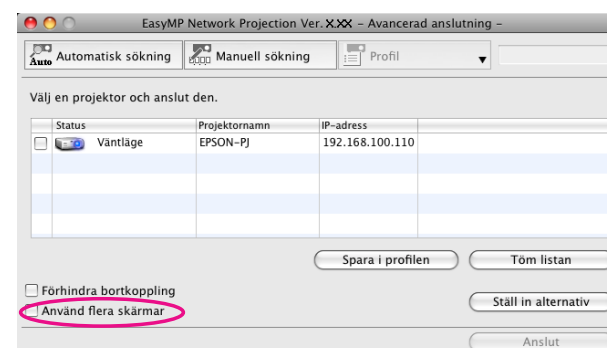 EasyMP Network Projection Ver. X.XX – Avancerad anslutning –
Auto Automatisk sökning Manuell sökning Profil
Välj en projektor och anslut den.
Status Projektornamn IP-adress
Väntläge EPSON-PJ 192.168.100.110
Spara i profilen Töm listan
Förhindra bortkoppling
Ställ in alternativ
Använd flera skärmar
Anslut